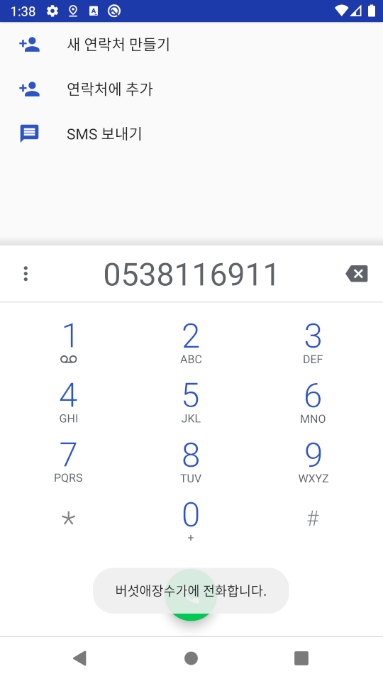 1:38
새 연락처 만들기
연락처에 추가
SMS 보내기
0538116911
1 2 3
ABC DEF
4 5 6
GHI JKL MNO
7 8 9
PQRS TUV WXYZ
* 0 #
+
버섯애장수가에 전화합니다.